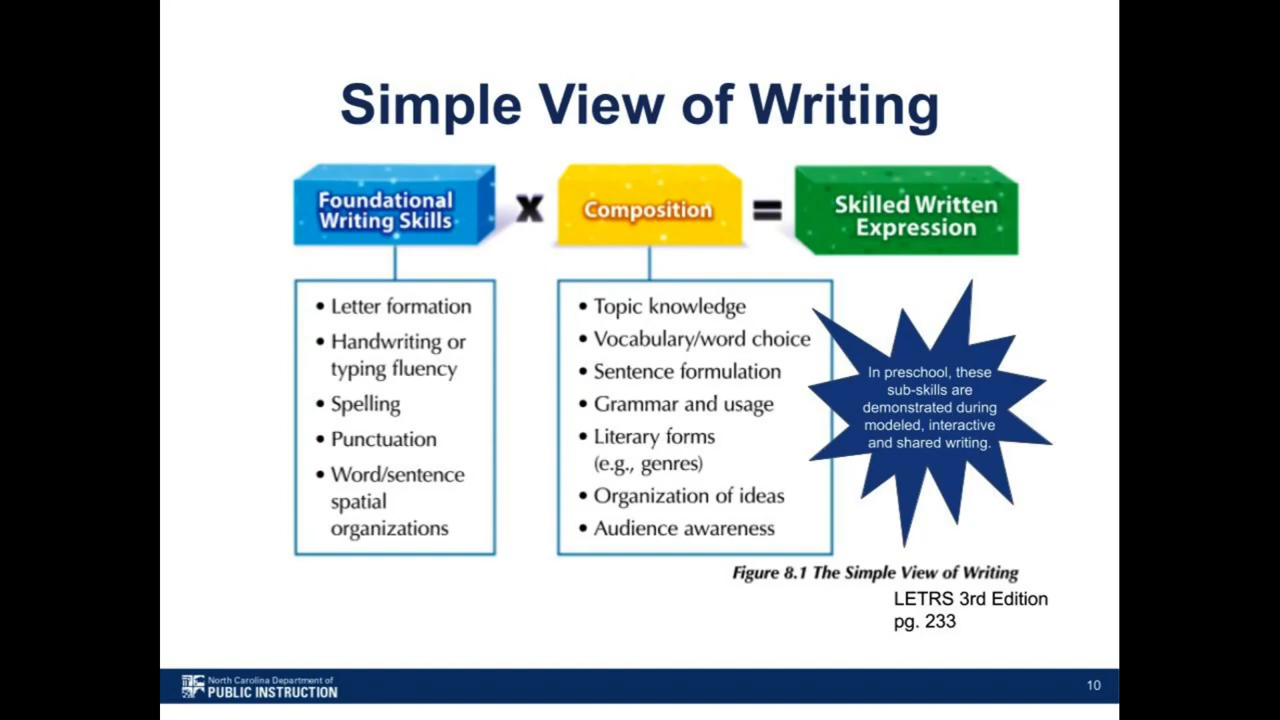 Simple View of Writing
Foundational
Writing Skills
x
Composition
=
Skilled Written
Expression
• Letter formation
• Handwriting or
typing fluency
• Spelling
• Punctuation
• Word/sentence
spatial
organizations
• Topic knowledge
• Vocabulary/word choice
• Sentence formulation
• Grammar and usage
• Literary forms
(e.g., genres)
• Organization of ideas
• Audience awareness
In preschool, these
sub-skills are
demonstrated during
modeled, interactive
and shared writing.
Figure 8.1 The Simple View of Writing
LETRS 3rd Edition
pg. 233
North Carolina Department of
PUBLIC INSTRUCTION
10